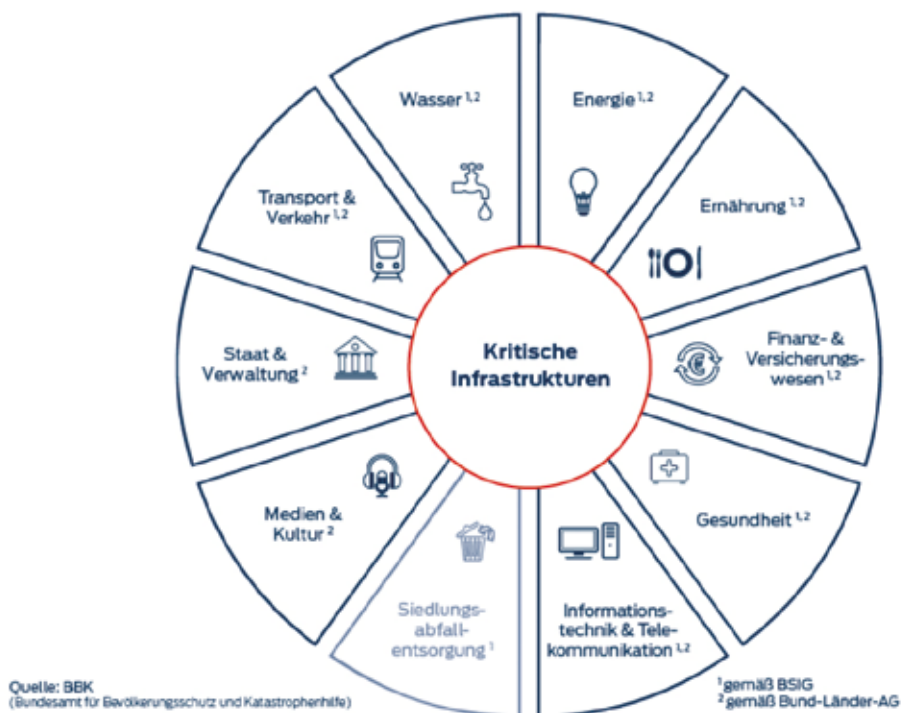 Wasser 1,2
Energie 1,2
Ernährung 1,2
Finanz- &
Versicherungs-
wesen 1,2
Gesundheit 1,2
Informations-
technik & Tele-
kommunikation 1,2
Siedlungs-
abfall-
entsorgung 1
Medien &
Kultur 2
Staat &
Verwaltung 2
Transport &
Verkehr 1,2
Kritische
Infrastrukturen
Quelle: BBK
(Bundesamt für Bevölkerungsschutz und Katastrophenhilfe)
1 gemäß BSIG
2 gemäß Bund-Länder-AG